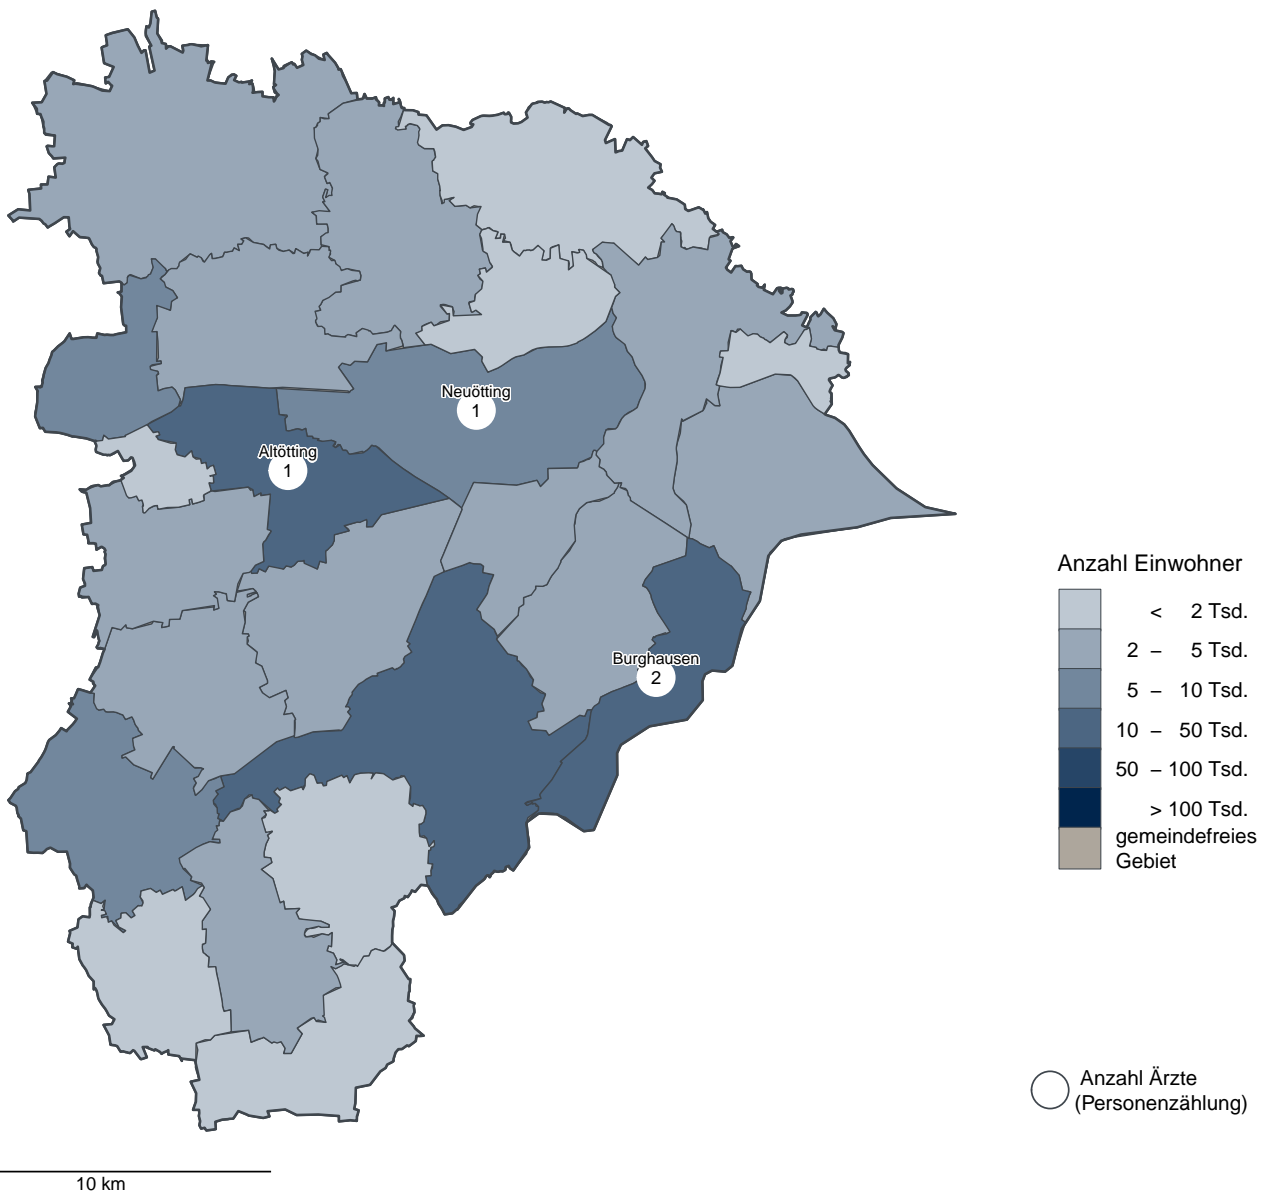 Neuötting
1
Altötting
1
Burghausen
2
Anzahl Einwohner
< 2 Tsd.
2 – 5 Tsd.
5 – 10 Tsd.
10 – 50 Tsd.
50 – 100 Tsd.
> 100 Tsd.
gemeindefreies
Gebiet
Anzahl Ärzte
(Personenzählung)
10 km